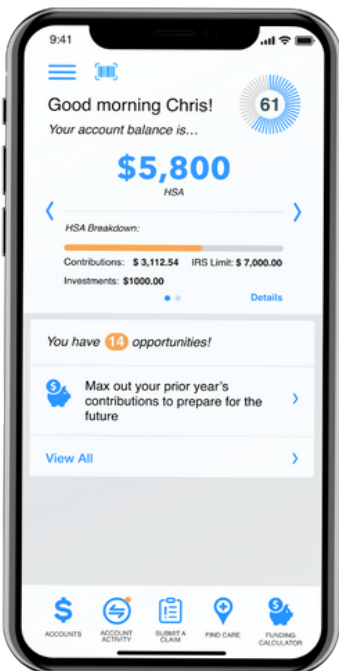 9:41
Good morning Chris!
61
Your account balance is...
$5,800
HSA
HSA Breakdown:
Contributions: $ 3,112.54 IRS Limit: $ 7,000.00
Investments: $1000.00
Details
You have 14 opportunities!
Max out your prior year's
contributions to prepare for the
future
View All
ACCOUNTS
ACCOUNT
ACTIVITY
SUBMIT A
CLAIM
FIND CARE
FUNDING
CALCULATOR